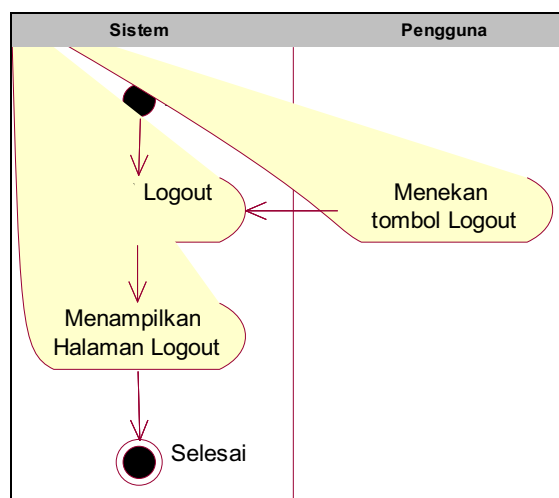 Sistem
Pengguna
Logout
Menekan
tombol Logout
Menampilkan
Halaman Logout
Selesai